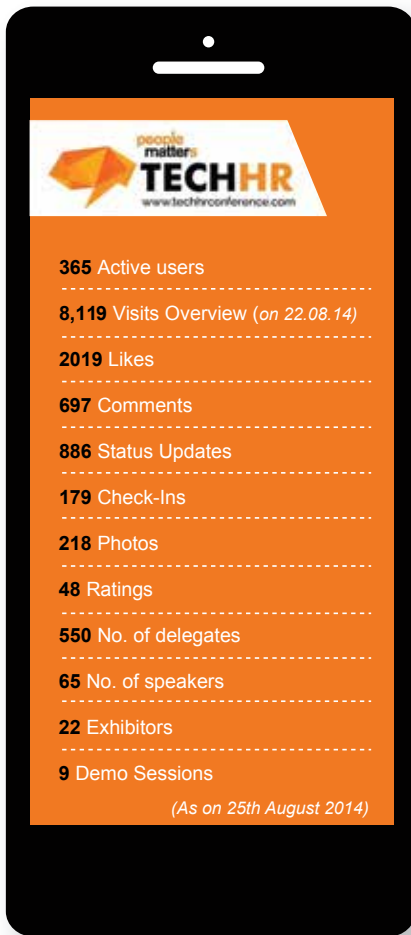 people
matters
TECHHR
www.techhrconference.com
365 Active users
8,119 Visits Overview (on 22.08.14)
2019 Likes
697 Comments
886 Status Updates
179 Check-Ins
218 Photos
48 Ratings
550 No. of delegates
65 No. of speakers
22 Exhibitors
9 Demo Sessions
(As on 25th August 2014)